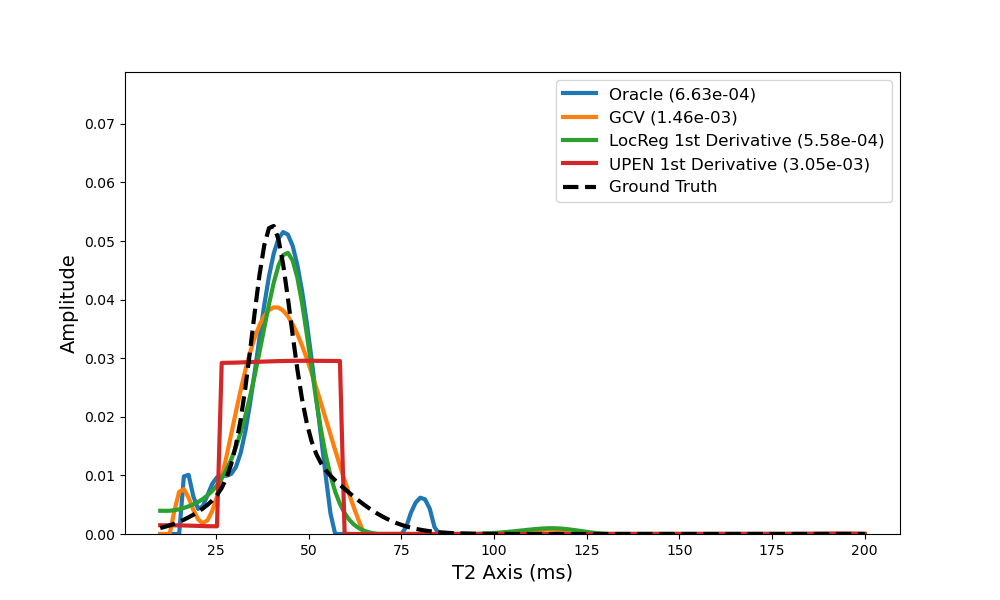 Oracle (6.63e-04)
GCV (1.46e-03)
LocReg 1st Derivative (5.58e-04)
UPEN 1st Derivative (3.05e-03)
Ground Truth
Amplitude
0.07
0.06
0.05
0.04
0.03
0.02
0.01
0.00
25 50 75 100 125 150 175 200
T2 Axis (ms)